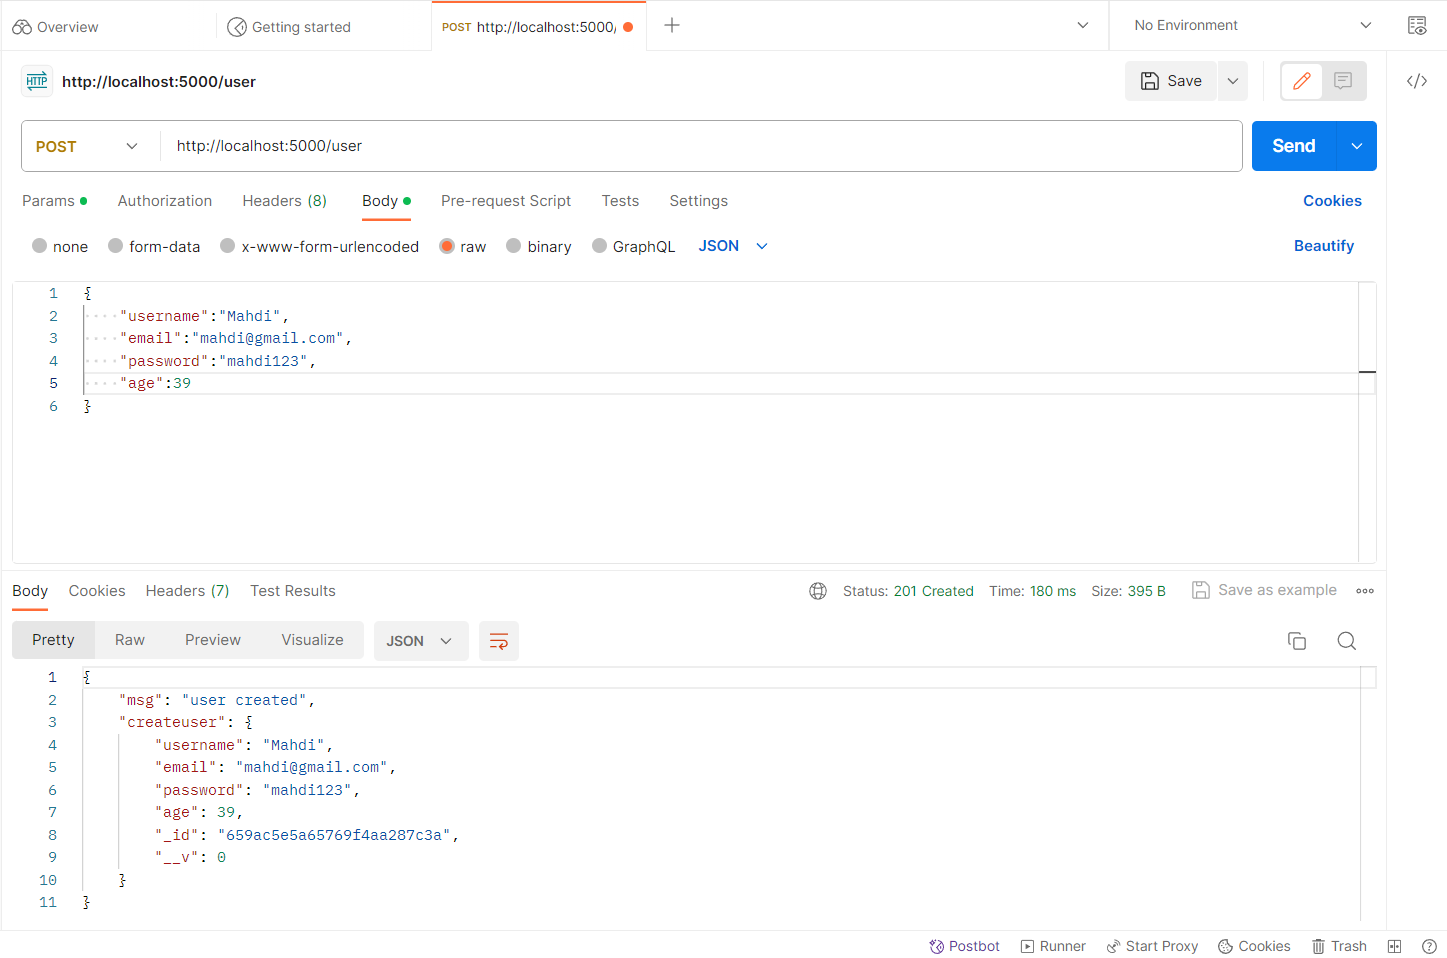 Overview
Getting started
POST http://localhost:5000/
No Environment
HTTP http://localhost:5000/user
Save
POST http://localhost:5000/user
Send
Params
Authorization
Headers (8)
Body
Pre-request Script
Tests
Settings
Cookies
none
form-data
x-www-form-urlencoded
raw
binary
GraphQL
JSON
Beautify
1 {
2 "username":"Mahdi",
3 "email":"mahdi@gmail.com",
4 "password":"mahdi123",
5 "age":39
6 }
Body
Cookies
Headers (7)
Test Results
Status: 201 Created
Time: 180 ms
Size: 395 B
Save as example
Pretty
Raw
Preview
Visualize
JSON
1 {
2 "msg": "user created",
3 "createuser": {
4 "username": "Mahdi",
5 "email": "mahdi@gmail.com",
6 "password": "mahdi123",
7 "age": 39,
8 "_id": "659ac5e5a65769f4aa287c3a",
9 "__v": 0
10 }
11 }
Postbot
Runner
Start Proxy
Cookies
Trash